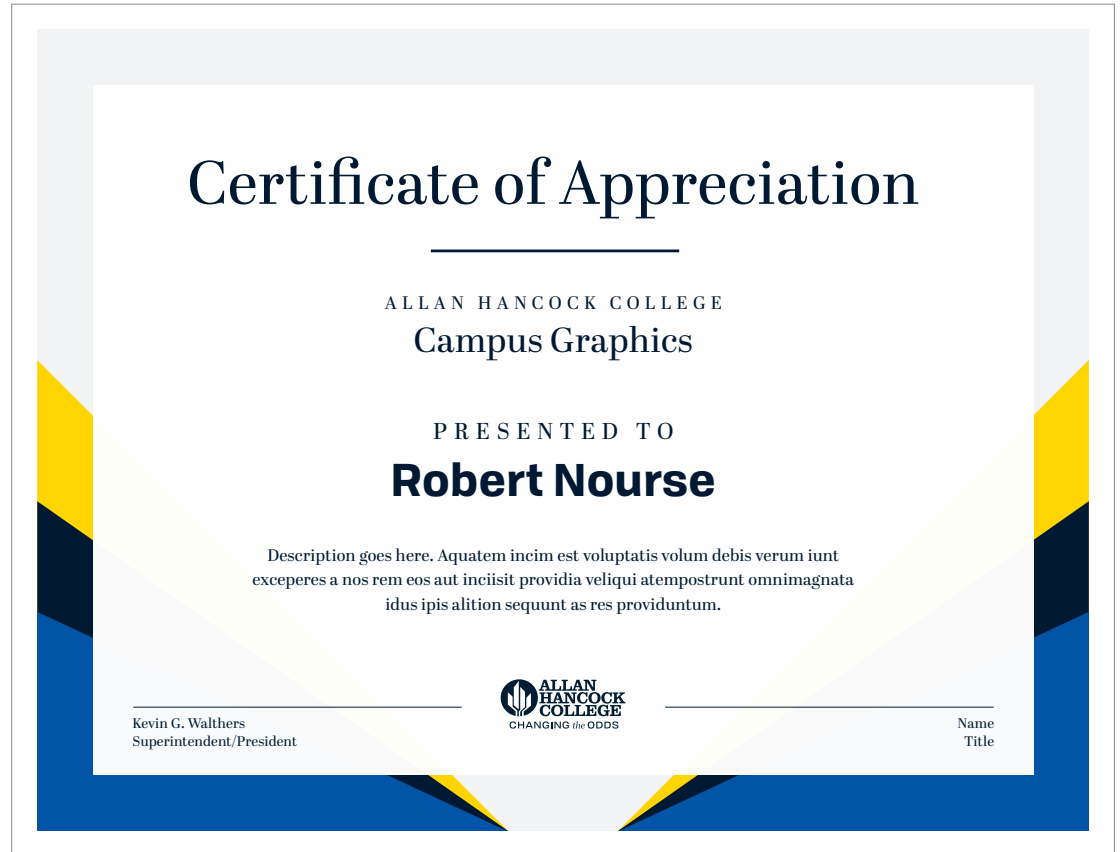 Certificate of Appreciation
ALLAN HANCOCK COLLEGE
Campus Graphics
PRESENTED TO
Robert Nourse
Description goes here. Aquatem incim est voluptatis volum debis verum iunt
exceperes a nos rem eos aut inciisit providia veliqui atempostrunt omnimagnata
idus ipis alition sequunt as res providuntum.
ALLAN
HANCOCK
COLLEGE
CHANGING the ODDS
Kevin G. Walthers
Superintendent/President
Name
Title